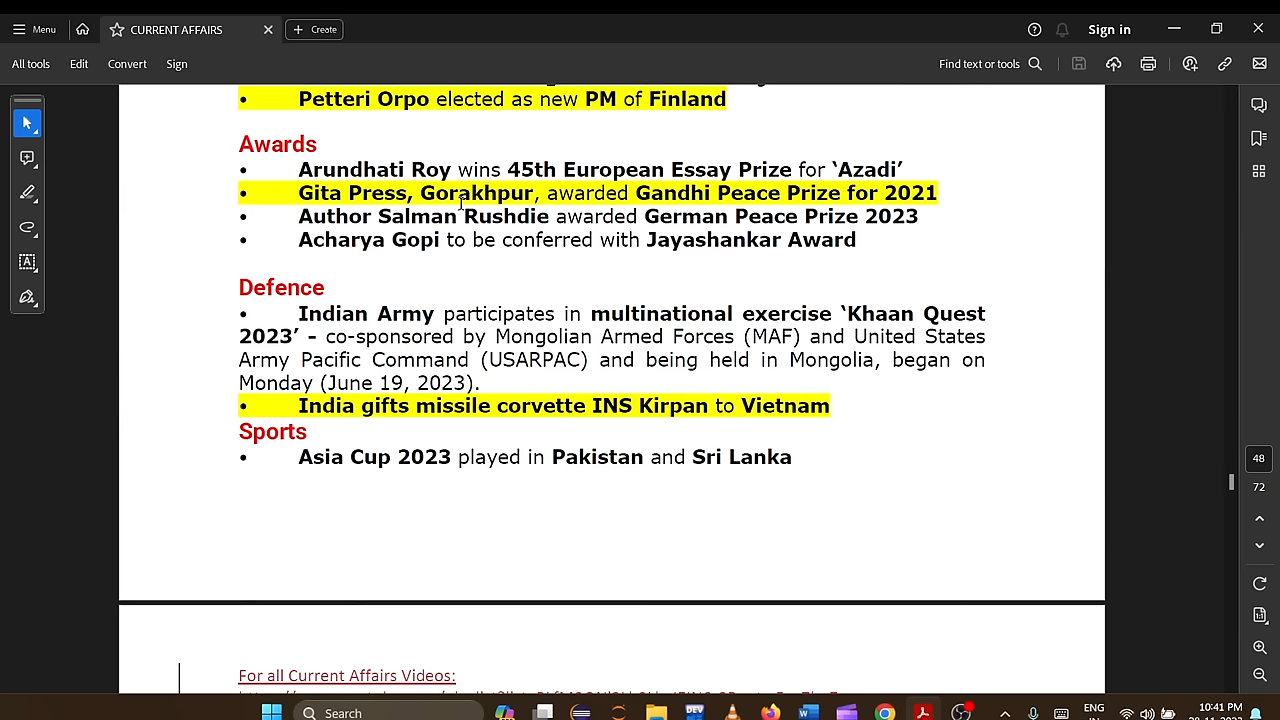 Menu
CURRENT AFFAIRS
Create
Sign in
All tools
Edit
Convert
Sign
Find text or tools
• Petteri Orpo elected as new PM of Finland
Awards
• Arundhati Roy wins 45th European Essay Prize for ‘Azadi’
• Gita Press, Gorakhpur, awarded Gandhi Peace Prize for 2021
• Author Salman Rushdie awarded German Peace Prize 2023
• Acharya Gopi to be conferred with Jayashankar Award
Defence
• Indian Army participates in multinational exercise ‘Khaan Quest
2023’ - co-sponsored by Mongolian Armed Forces (MAF) and United States
Army Pacific Command (USARPAC) and being held in Mongolia, began on
Monday (June 19, 2023).
• India gifts missile corvette INS Kirpan to Vietnam
Sports
• Asia Cup 2023 played in Pakistan and Sri Lanka
48
72
For all Current Affairs Videos:
Search
DEV
ENG
10:41 PM